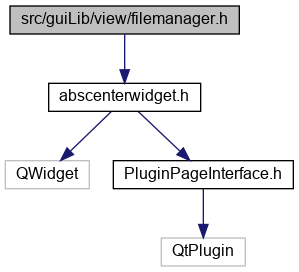 src/guiLib/view/filemanager.h
abscenterwidget.h
QWidget
PluginPageInterface.h
QtPlugin